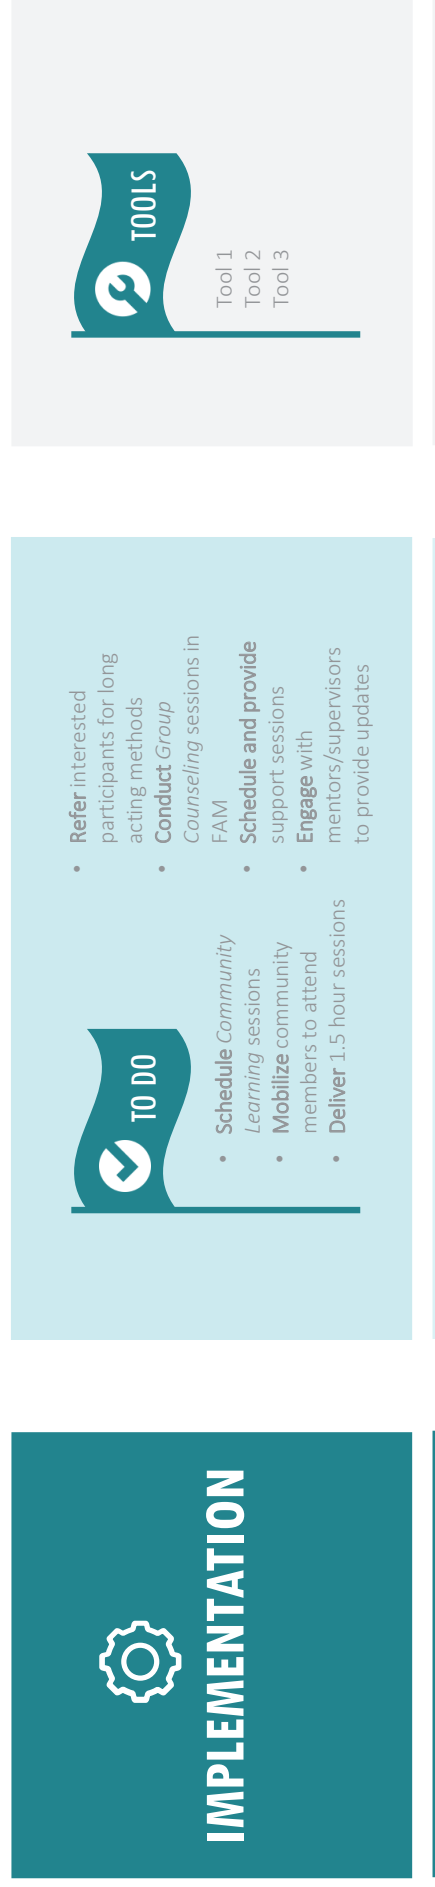 IMPLEMENTATION
TO DO
• Schedule Community
Learning sessions
• Mobilize community
members to attend
• Deliver 1.5 hour sessions
• Refer interested
participants for long
acting methods
• Conduct Group
Counseling sessions in
FAM
• Schedule and provide
support sessions
• Engage with
mentors/supervisors
to provide updates
TOOLS
Tool 1
Tool 2
Tool 3